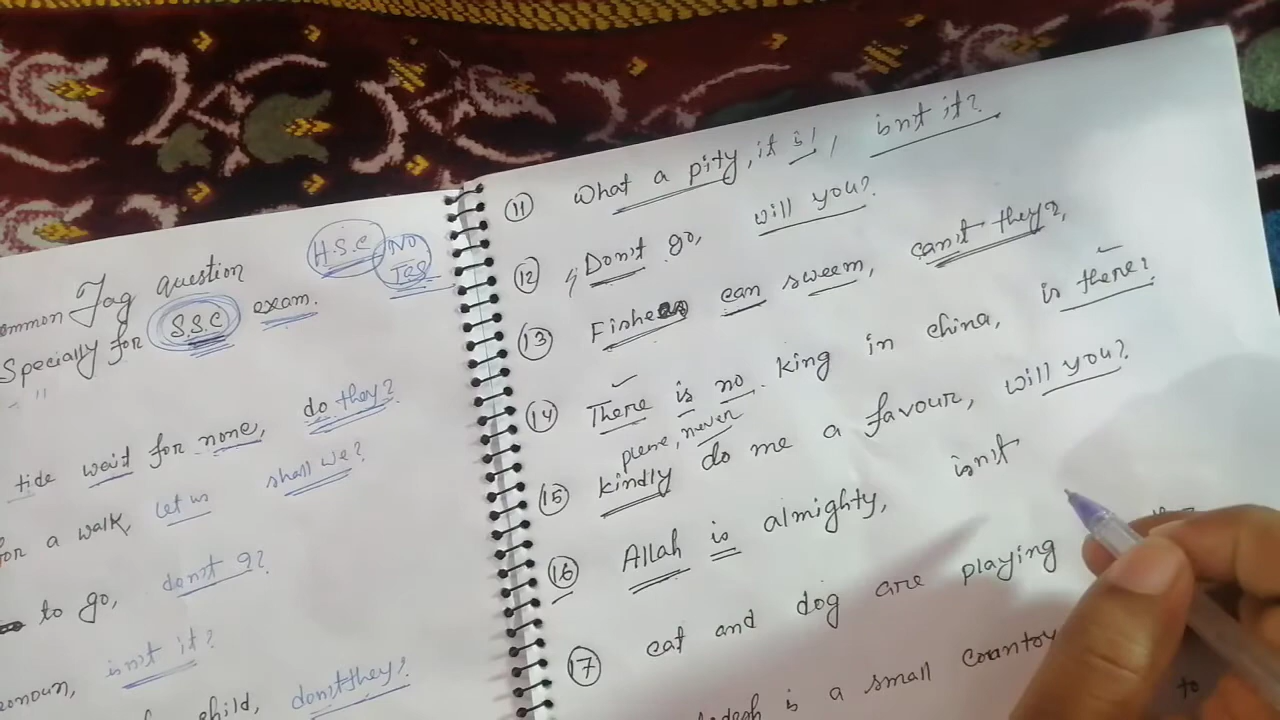 ommon Tag question
H.S.C
No
Tag
Specially for S.S.C exam.
"
tide wait for none, do they?
for a walk, let us shall we?
to go, don't I?
ronoun, isn't it?
child, don't they?
11 What a pity, it is!, isn't it?
12 Don't go, will you?
13 Fishes can sweem, can't they?,
14 There is no king in china, is there?
please, never
15 kindly do me a favour, will you?
16 Allah is almighty, isn't
17 cat and dog are playing
desh is a small country
to